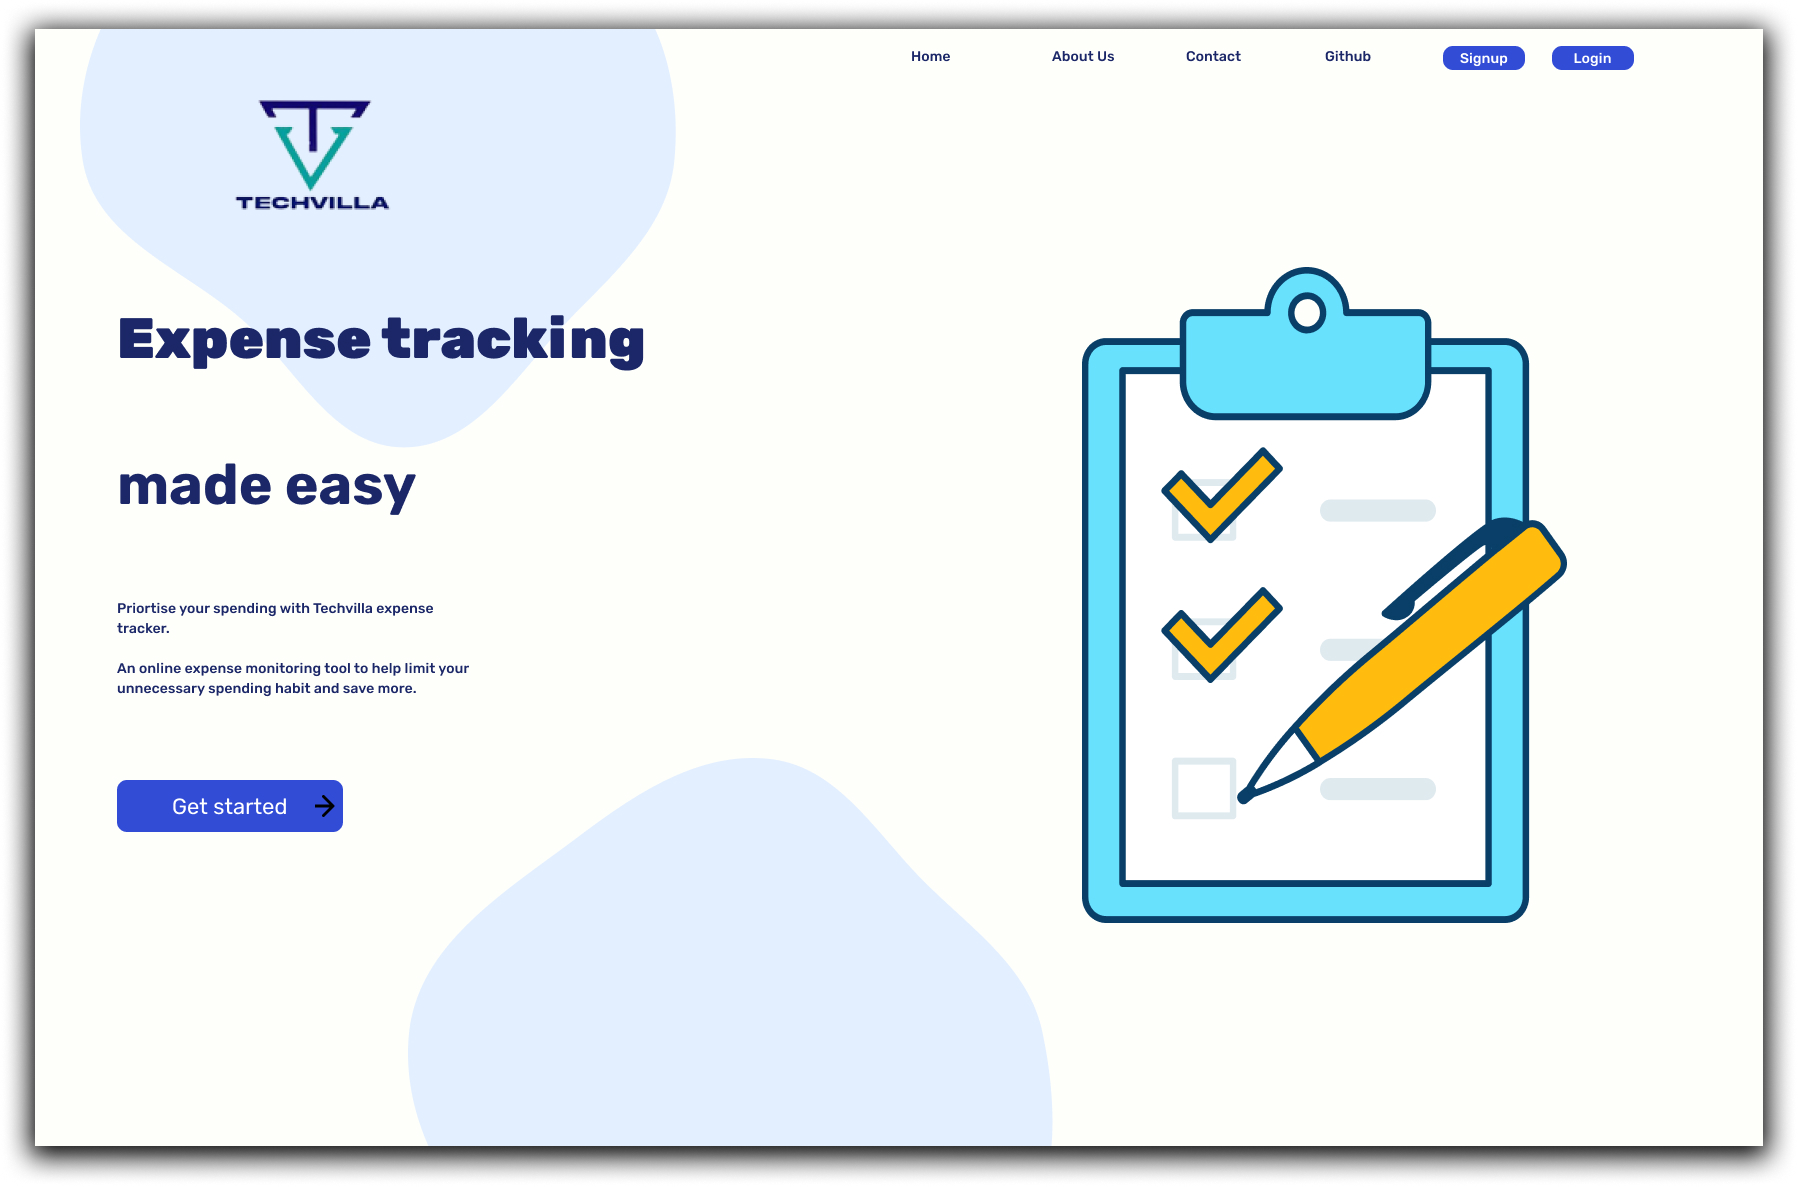 Home About Us Contact Github Signup Login
TECHVILLA
Expense tracking
made easy
Priortise your spending with Techvilla expense
tracker.
An online expense monitoring tool to help limit your
unnecessary spending habit and save more.
Get started